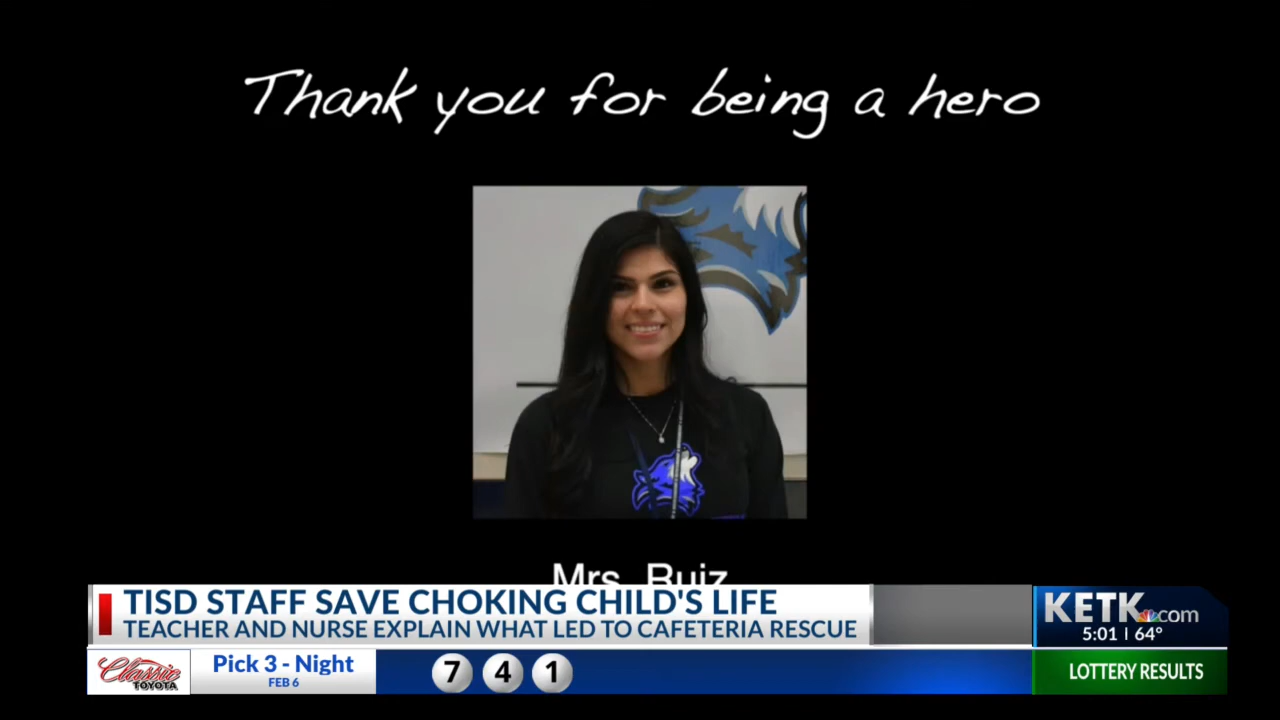 Thank you for being a hero
Mrs. Ruiz
TISD STAFF SAVE CHOKING CHILD'S LIFE
TEACHER AND NURSE EXPLAIN WHAT LED TO CAFETERIA RESCUE
KETK.com
5:01 | 64°
Classic
TOYOTA
Pick 3 - Night
FEB 6
7 4 1
LOTTERY RESULTS